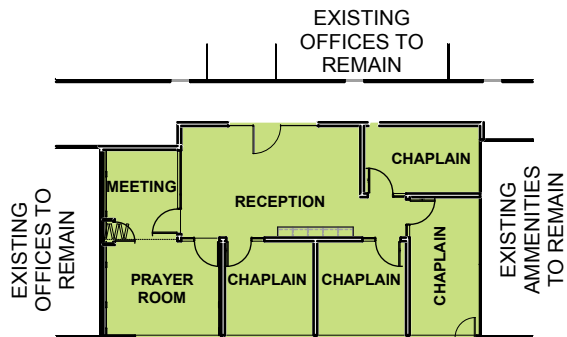 EXISTING
OFFICES TO
REMAIN
CHAPLAIN
MEETING
RECEPTION
EXISTING
OFFICES TO
REMAIN
EXISTING
AMMENITIES
TO REMAIN
PRAYER
ROOM
CHAPLAIN
CHAPLAIN
CHAPLAIN